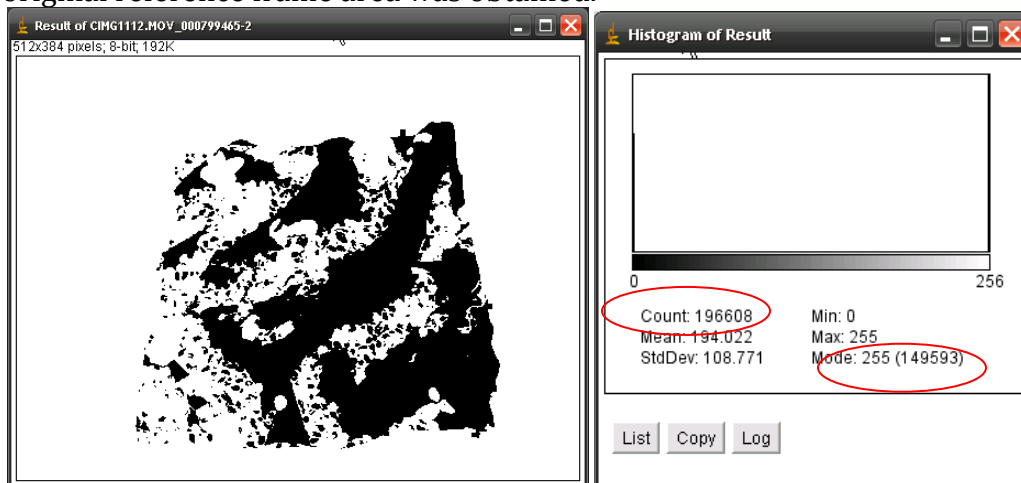 original reference frame area was obtained.
Result of CIMG1112.MOV_000799465-2
512x384 pixels; 8-bit; 192K
Histogram of Result
0
256
Count: 196608
Min: 0
Mean: 194.022
Max: 255
StdDev: 108.771
Mode: 255 (149593)
List
Copy
Log